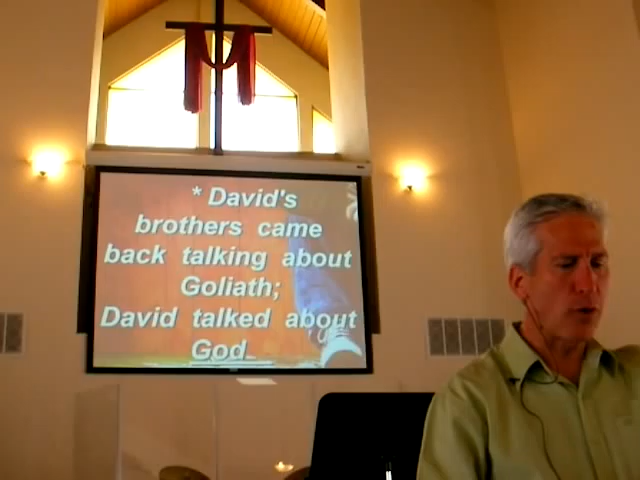 * David's
brothers came
back talking about
Goliath;
David talked about
God